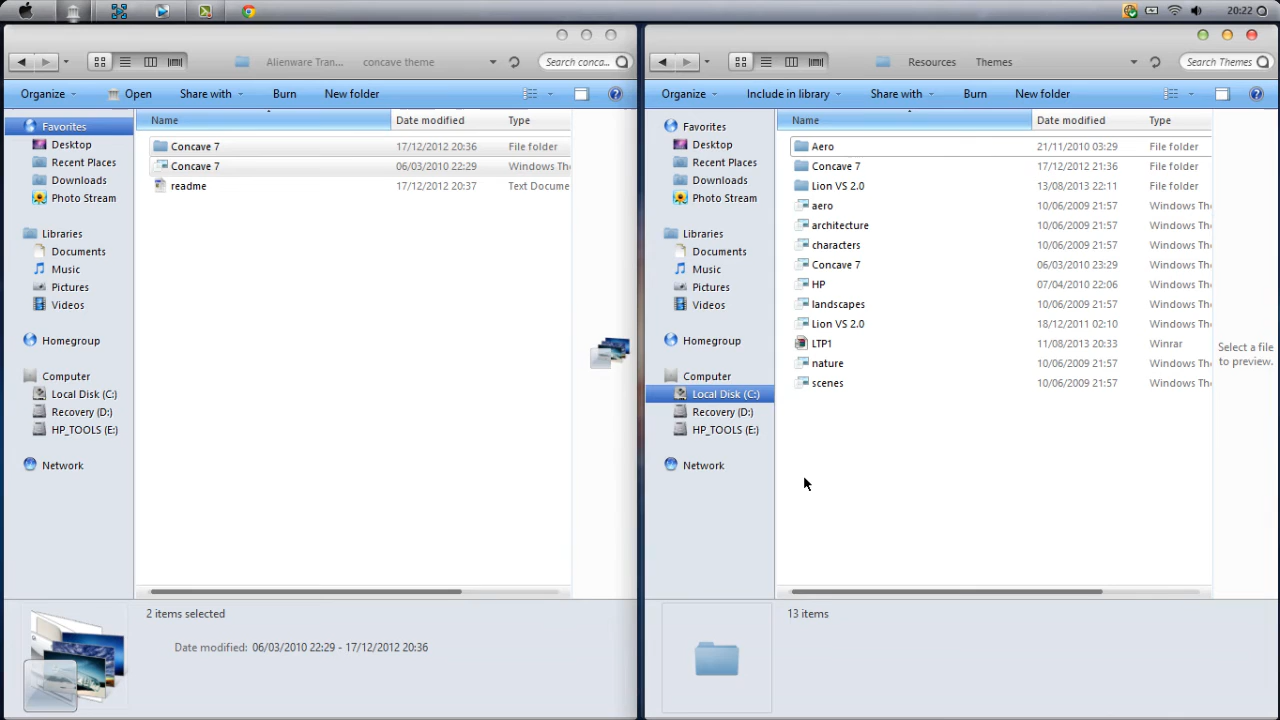 20:22
Alienware Tran... concave theme Search conca...
Organize Open Share with Burn New folder
Name Date modified Type
Favorites
Desktop
Recent Places
Downloads
Photo Stream
Libraries
Documents
Music
Pictures
Videos
Homegroup
Computer
Local Disk (C:)
Recovery (D:)
HP_TOOLS (E:)
Network
Concave 7 17/12/2012 20:36 File folder
Concave 7 06/03/2010 22:29 Windows Th
readme 17/12/2012 20:37 Text Docume
2 items selected
Date modified: 06/03/2010 22:29 - 17/12/2012 20:36
Resources Themes Search Themes
Organize Include in library Share with Burn New folder
Name Date modified Type
Favorites
Desktop
Recent Places
Downloads
Photo Stream
Libraries
Documents
Music
Pictures
Videos
Homegroup
Computer
Local Disk (C:)
Recovery (D:)
HP_TOOLS (E:)
Network
Aero 21/11/2010 03:29 File folder
Concave 7 17/12/2012 21:36 File folder
Lion VS 2.0 13/08/2013 22:11 File folder
aero 10/06/2009 21:57 Windows The
architecture 10/06/2009 21:57 Windows The
characters 10/06/2009 21:57 Windows The
Concave 7 06/03/2010 23:29 Windows The
HP 07/04/2010 22:06 Windows The
landscapes 10/06/2009 21:57 Windows The
Lion VS 2.0 18/12/2011 02:10 Windows The
LTP1 11/08/2013 20:33 Winrar
nature 10/06/2009 21:57 Windows The
scenes 10/06/2009 21:57 Windows The
Select a file
to preview.
13 items